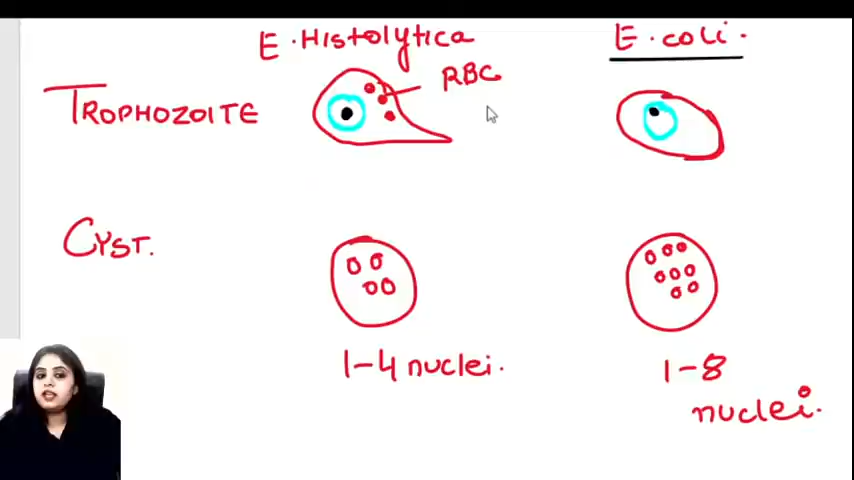 E. Histolytica
E. coli.
RBC
TROPHOZOITE
CYST.
1-4 nuclei.
1-8
nuclei.